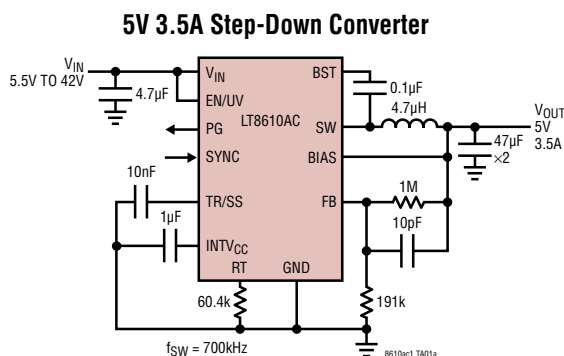 5V 3.5A Step-Down Converter
VIN
5.5V TO 42V
4.7µF
VIN
EN/UV
PG
SYNC
TR/SS
INTVCC
RT
GND
LT8610AC
BST
SW
BIAS
FB
0.1µF
4.7µH
VOUT
5V
3.5A
47µF
×2
10nF
1µF
1M
10pF
60.4k
191k
fSW = 700kHz
8610ac1 TA01a